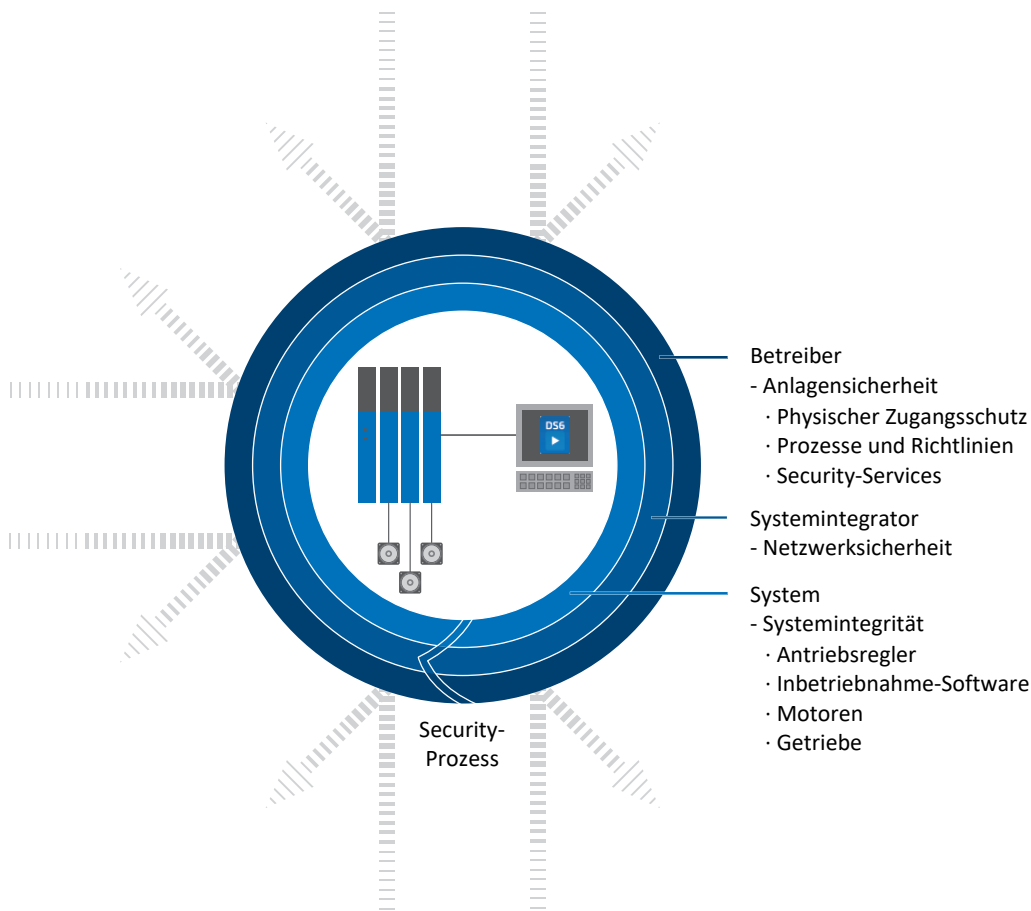 DS6
Betreiber
- Anlagensicherheit
· Physischer Zugangsschutz
· Prozesse und Richtlinien
· Security-Services
Systemintegrator
- Netzwerksicherheit
System
- Systemintegrität
· Antriebsregler
· Inbetriebnahme-Software
· Motoren
· Getriebe
Security-
Prozess